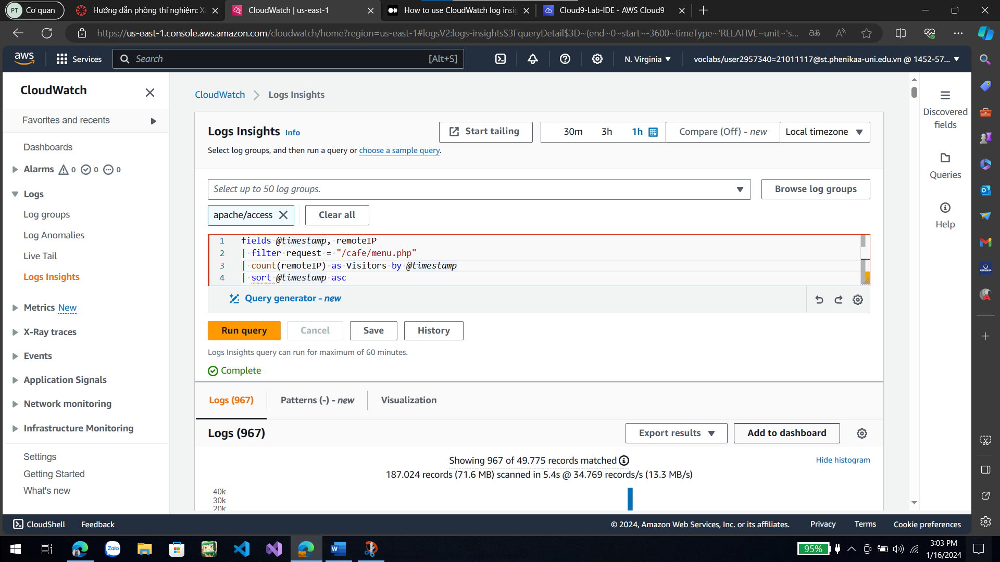 PT Cơ quan
Hướng dẫn phòng thí nghiệm: Xâ
CloudWatch | us-east-1
How to use CloudWatch log insig
Cloud9-Lab-IDE - AWS Cloud9
https://us-east-1.console.aws.amazon.com/cloudwatch/home?region=us-east-1#logsV2:logs-insights$3FqueryDetail$3D~(end~0~start~-3600~timeType~'RELATIVE~unit~'s...
aws
Services
Search
[Alt+S]
N. Virginia
voclabs/user2957340=21011117@st.phenikaa-uni.edu.vn @ 1452-57...
CloudWatch
Favorites and recents
Dashboards
Alarms 0 0 0
Logs
Log groups
Log Anomalies
Live Tail
Logs Insights
Metrics New
X-Ray traces
Events
Application Signals
Network monitoring
Infrastructure Monitoring
Settings
Getting Started
What's new
CloudWatch
Logs Insights
Logs Insights Info
Start tailing
30m
3h
1h
Compare (Off) - new
Local timezone
Select log groups, and then run a query or choose a sample query.
Select up to 50 log groups.
Browse log groups
apache/access
Clear all
1 fields @timestamp, remoteIP
2 | filter request = "/cafe/menu.php"
3 | count(remoteIP) as Visitors by @timestamp
4 | sort @timestamp asc
Query generator - new
Run query
Cancel
Save
History
Logs Insights query can run for maximum of 60 minutes.
Complete
Logs (967)
Patterns (-) - new
Visualization
Logs (967)
Export results
Add to dashboard
Showing 967 of 49.775 records matched
Hide histogram
187.024 records (71.6 MB) scanned in 5.4s @ 34.769 records/s (13.3 MB/s)
40k
30k
20k
Discovered
fields
Queries
Help
CloudShell
Feedback
© 2024, Amazon Web Services, Inc. or its affiliates.
Privacy
Terms
Cookie preferences
Zalo
95%
3:03 PM
1/16/2024